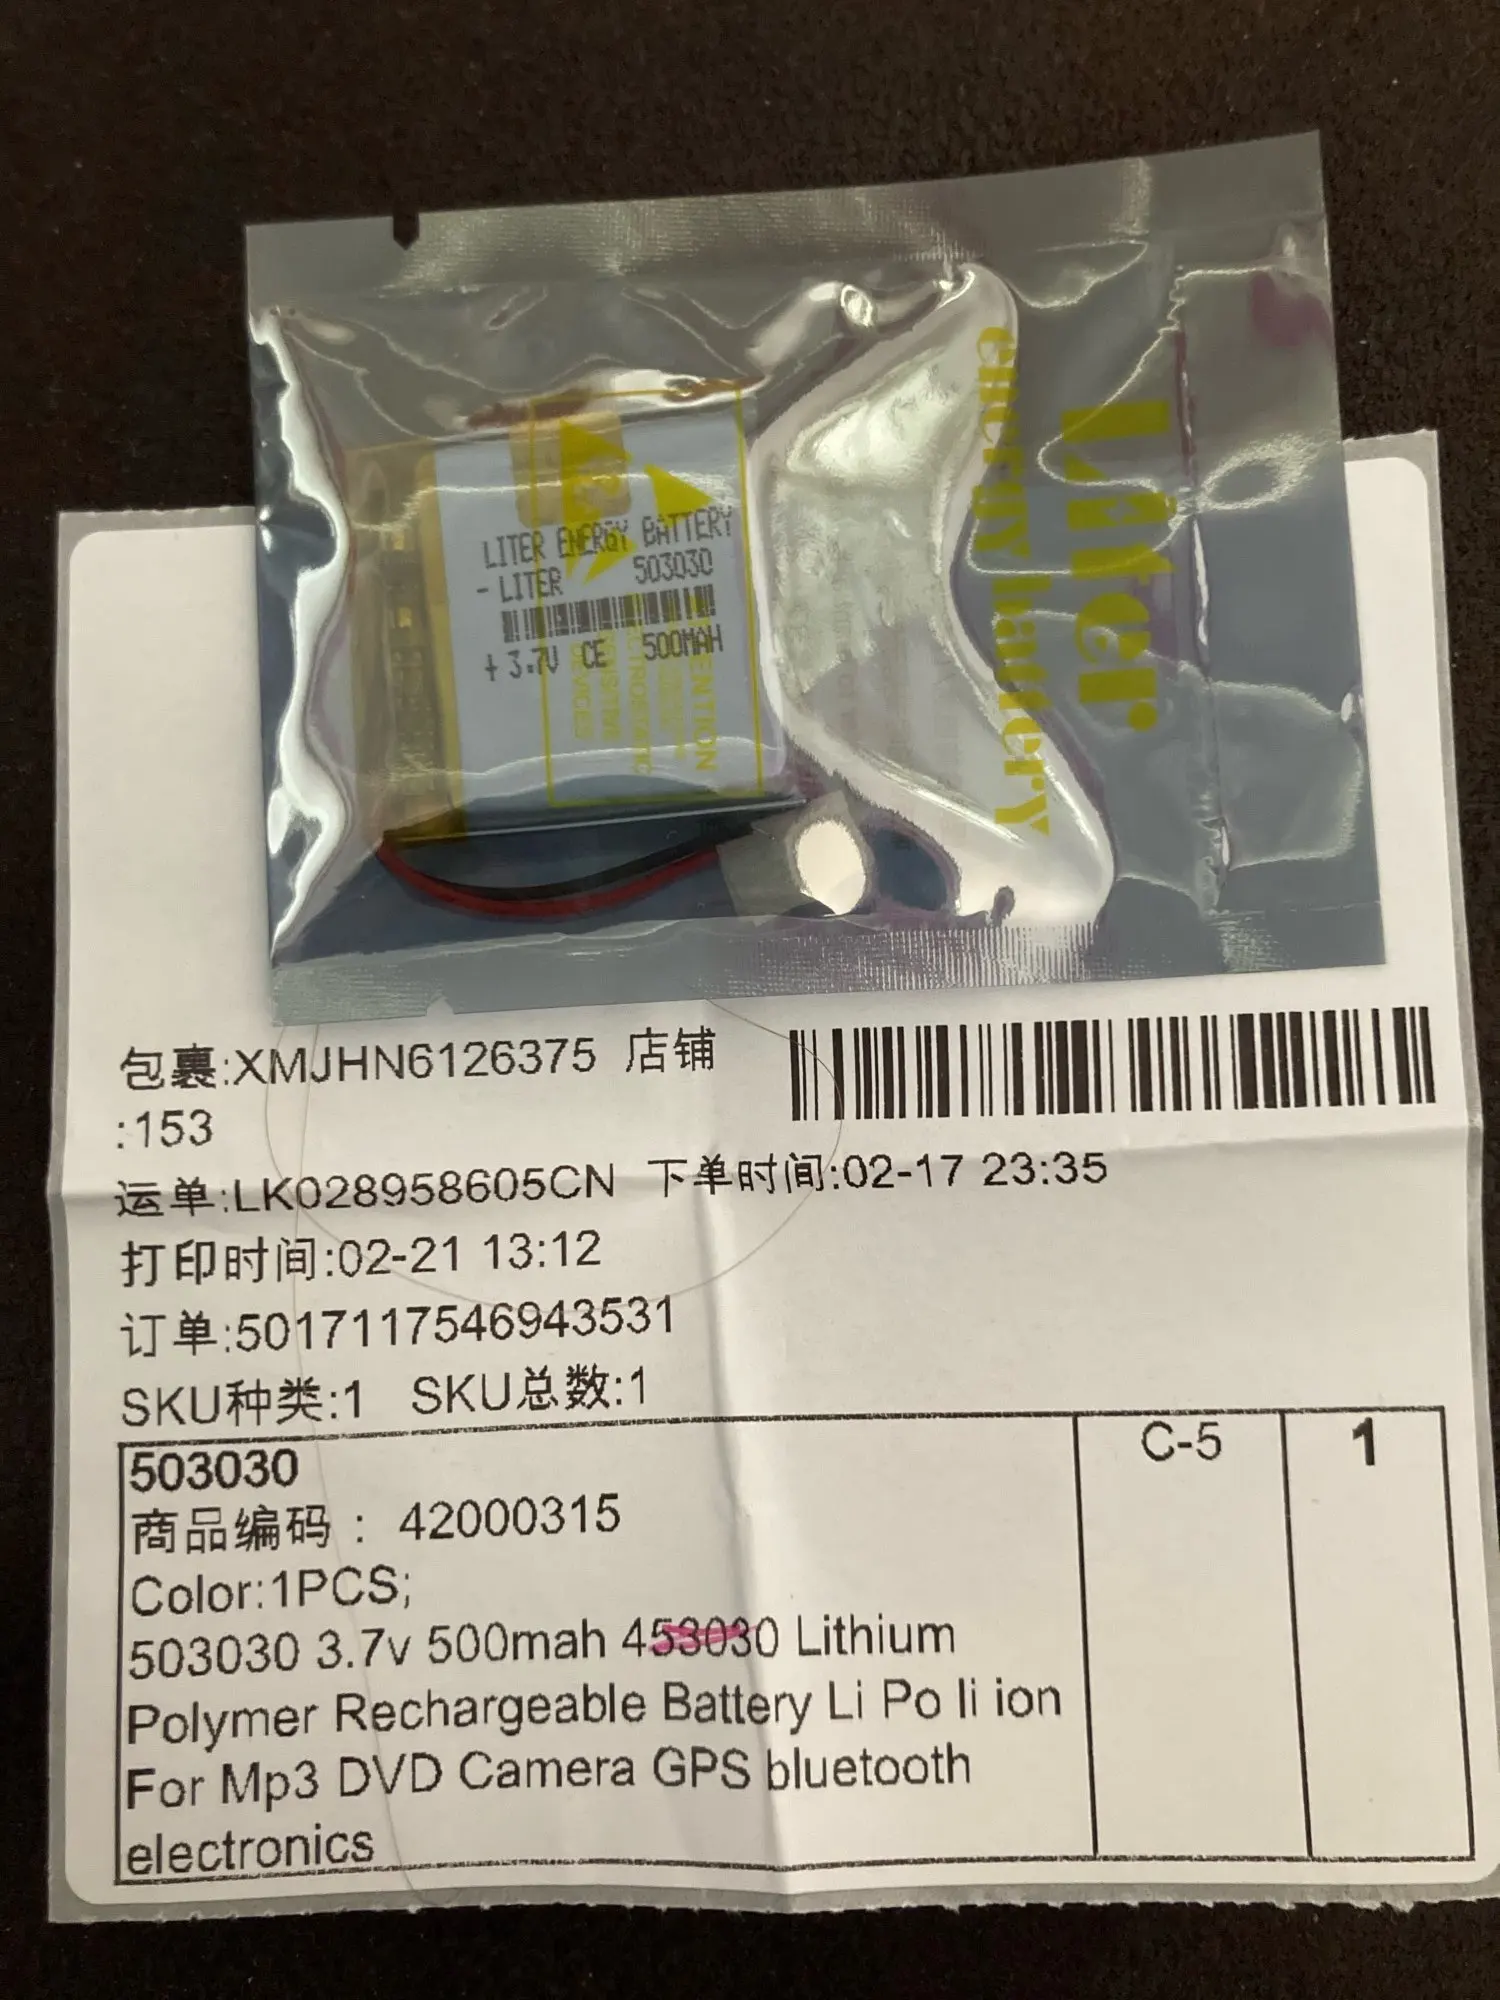 Liter
energy battery
LITER ENERGY BATTERY
- LITER 503030
+ 3.7V CE 500MAH
ATTENTION
ELECTROSTATIC
SENSITIVE
DEVICES
包裹:XMJHN6126375 店铺
:153
运单:LK028958605CN 下单时间:02-17 23:35
打印时间:02-21 13:12
订单:5017117546943531
SKU种类:1 SKU总数:1
503030 C-5 1
商品编码： 42000315
Color:1PCS;
503030 3.7v 500mah 453030 Lithium
Polymer Rechargeable Battery Li Po li ion
For Mp3 DVD Camera GPS bluetooth
electronics